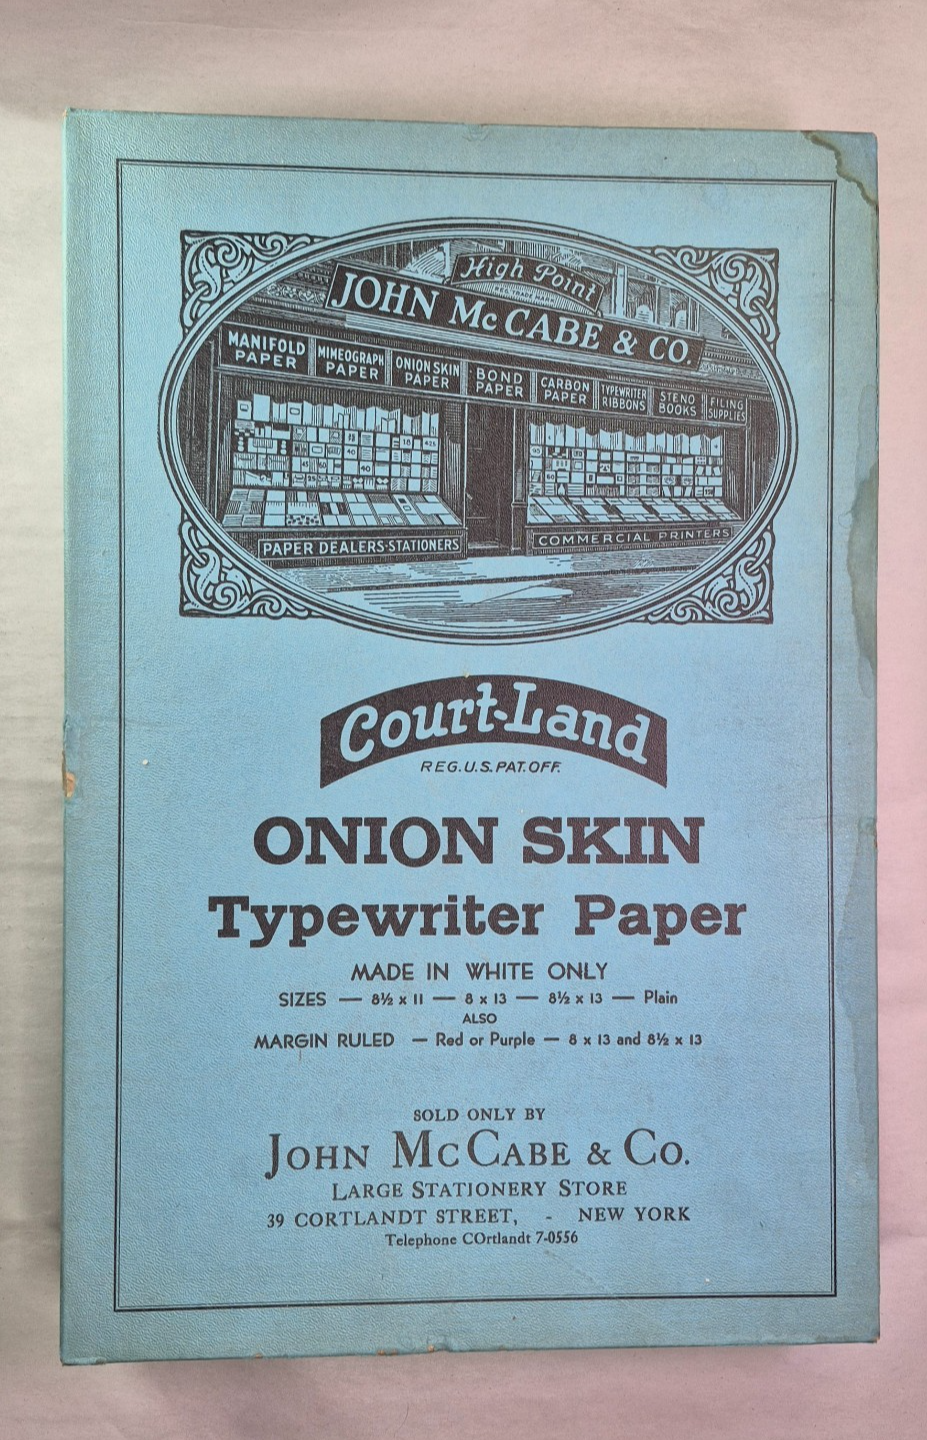 High Point
JOHN McCABE & CO.
MANIFOLD PAPER
MIMEOGRAPH PAPER
ONION SKIN PAPER
BOND PAPER
CARBON PAPER
TYPEWRITER RIBBONS
STENO BOOKS
FILING SUPPLIES
PAPER DEALERS-STATIONERS
COMMERCIAL PRINTERS
Court-Land
REG.U.S.PAT.OFF.
ONION SKIN
Typewriter Paper
MADE IN WHITE ONLY
SIZES — 8½ x 11 — 8 x 13 — 8½ x 13 — Plain
ALSO
MARGIN RULED — Red or Purple — 8 x 13 and 8½ x 13
SOLD ONLY BY
JOHN McCABE & Co.
LARGE STATIONERY STORE
39 CORTLANDT STREET, - NEW YORK
Telephone COrtlandt 7-0556